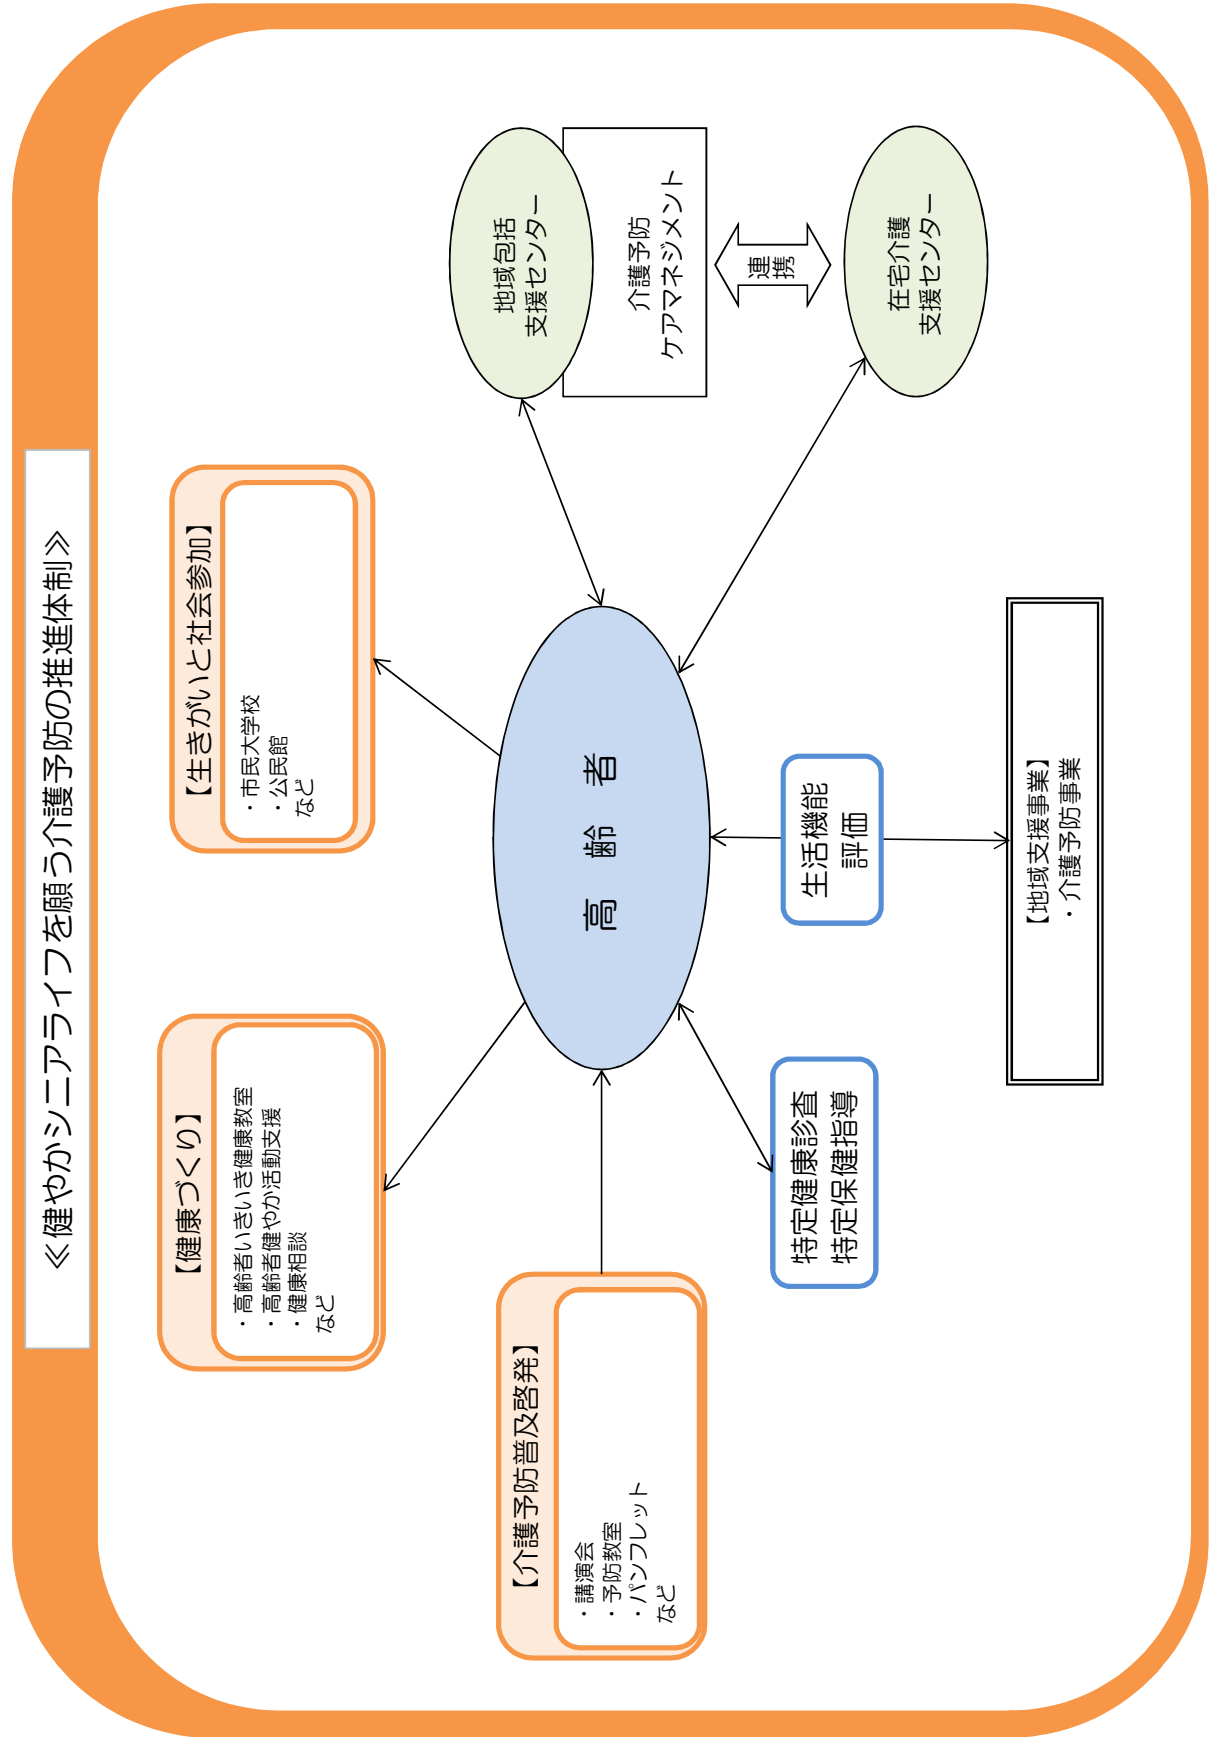 ≪健やかシニアライフを願う介護予防の推進体制≫
【健康づくり】
・高齢者いきいき健康教室
・高齢者健やか活動支援
・健康相談
など
【生きがいと社会参加】
・市民大学校
・公民館
など
【介護予防普及啓発】
・講演会
・予防教室
・パンフレット
など
高 齢 者
地域包括
支援センター
介護予防
ケアマネジメント
連
携
在宅介護
支援センター
特定健康診査
特定保健指導
生活機能
評価
【地域支援事業】
・介護予防事業